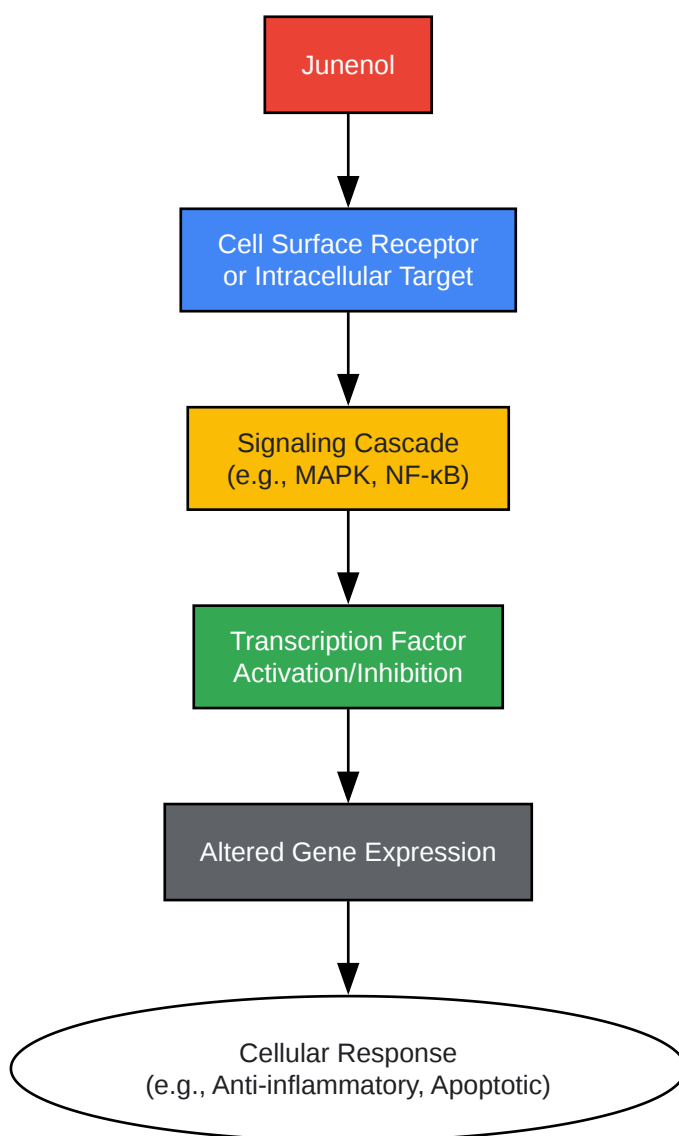 Junenol
Cell Surface Receptor
or Intracellular Target
Signaling Cascade
(e.g., MAPK, NF-κB)
Transcription Factor
Activation/Inhibition
Altered Gene Expression
Cellular Response
(e.g., Anti-inflammatory, Apoptotic)